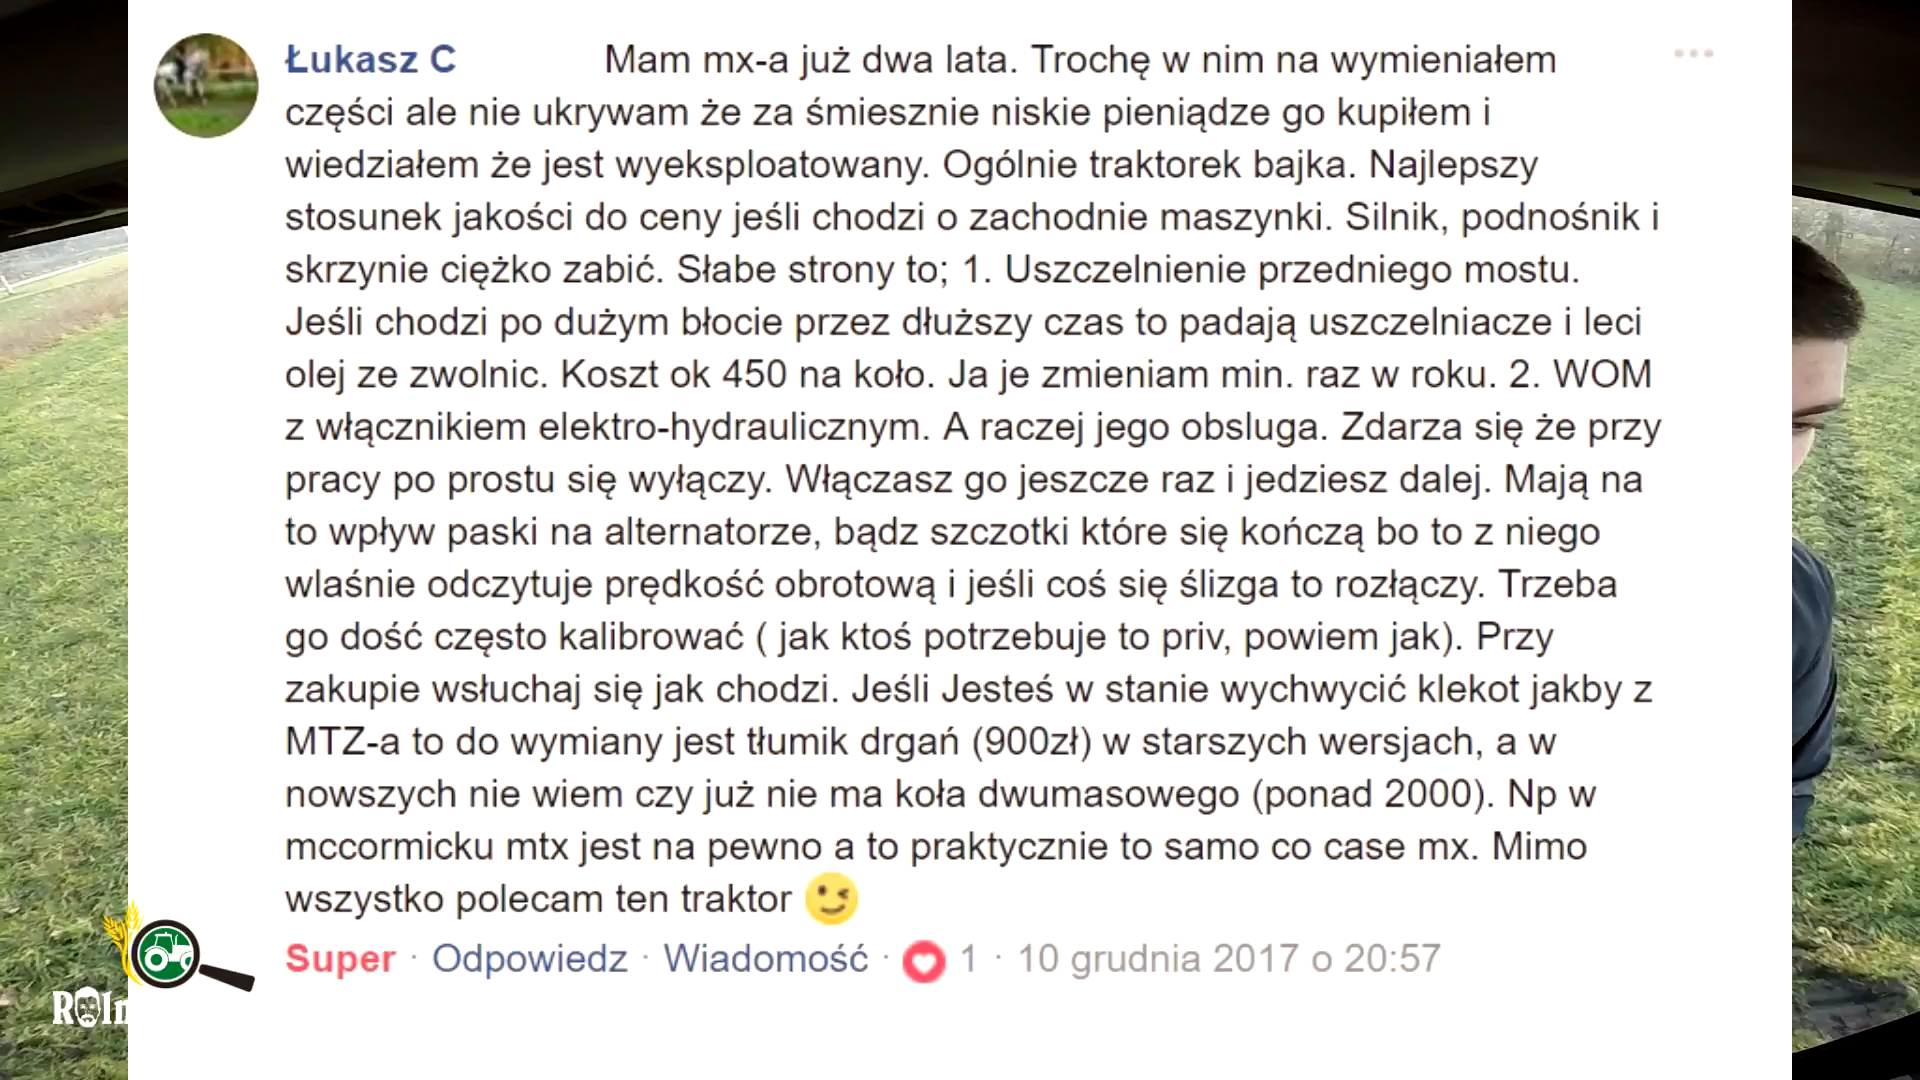 Łukasz C Mam mx-a już dwa lata. Trochę w nim na wymieniałem
części ale nie ukrywam że za śmiesznie niskie pieniądze go kupiłem i
wiedziałem że jest wyeksploatowany. Ogólnie traktorek bajka. Najlepszy
stosunek jakości do ceny jeśli chodzi o zachodnie maszynki. Silnik, podnośnik i
skrzynie ciężko zabić. Słabe strony to; 1. Uszczelnienie przedniego mostu.
Jeśli chodzi po dużym błocie przez dłuższy czas to padają uszczelniacze i leci
olej ze zwolnic. Koszt ok 450 na koło. Ja je zmieniam min. raz w roku. 2. WOM
z włącznikiem elektro-hydraulicznym. A raczej jego obsluga. Zdarza się że przy
pracy po prostu się wyłączy. Włączasz go jeszcze raz i jedziesz dalej. Mają na
to wpływ paski na alternatorze, bądz szczotki które się kończą bo to z niego
wlaśnie odczytuje prędkość obrotową i jeśli coś się ślizga to rozłączy. Trzeba
go dość często kalibrować ( jak ktoś potrzebuje to priv, powiem jak). Przy
zakupie wsłuchaj się jak chodzi. Jeśli Jesteś w stanie wychwycić klekot jakby z
MTZ-a to do wymiany jest tłumik drgań (900zł) w starszych wersjach, a w
nowszych nie wiem czy już nie ma koła dwumasowego (ponad 2000). Np w
mccormicku mtx jest na pewno a to praktycznie to samo co case mx. Mimo
wszystko polecam ten traktor 😉
Super · Odpowiedz · Wiadomość · 1 · 10 grudnia 2017 o 20:57